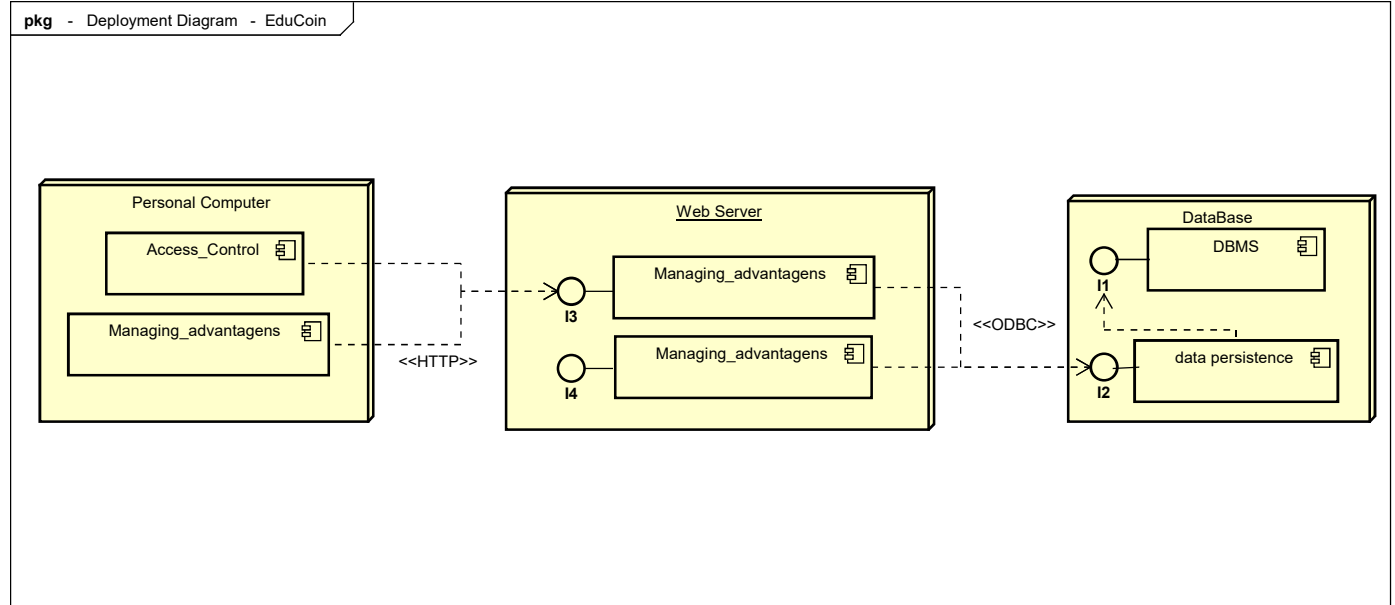 pkg - Deployment Diagram - EduCoin
Personal Computer
Access_Control
Managing_advantagens
<<HTTP>>
Web Server
Managing_advantagens
I3
Managing_advantagens
I4
<<ODBC>>
DataBase
DBMS
I1
data persistence
I2